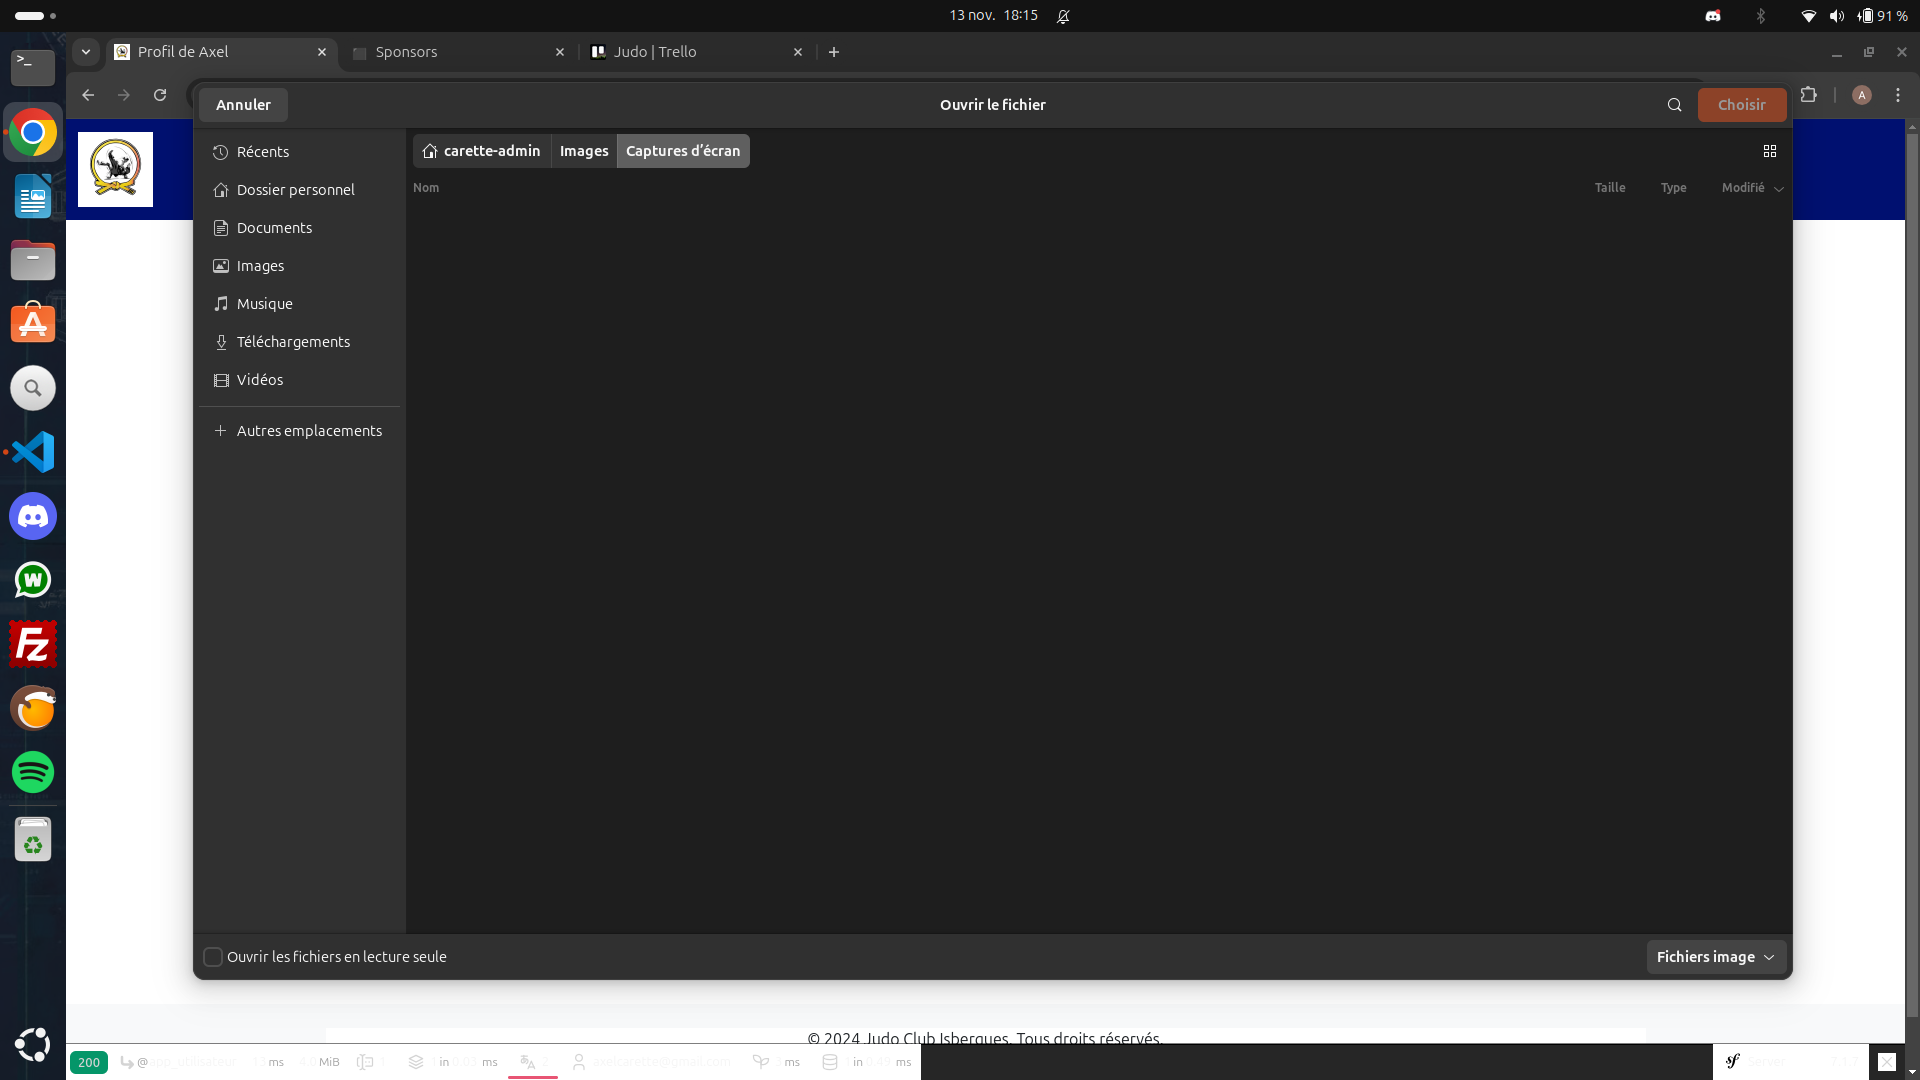 13 nov. 18:15
91 %
Profil de Axel
Sponsors
Judo | Trello
Annuler
Ouvrir le fichier
Choisir
A
Récents
Dossier personnel
Documents
Images
Musique
Téléchargements
Vidéos
Autres emplacements
carette-admin
Images
Captures d’écran
Nom
Taille
Type
Modifié
Ouvrir les fichiers en lecture seule
Fichiers image
© 2024 Judo Club Isbergues. Tous droits réservés.
200
@
ms
MiB
in
ms
ms
in
ms
sf